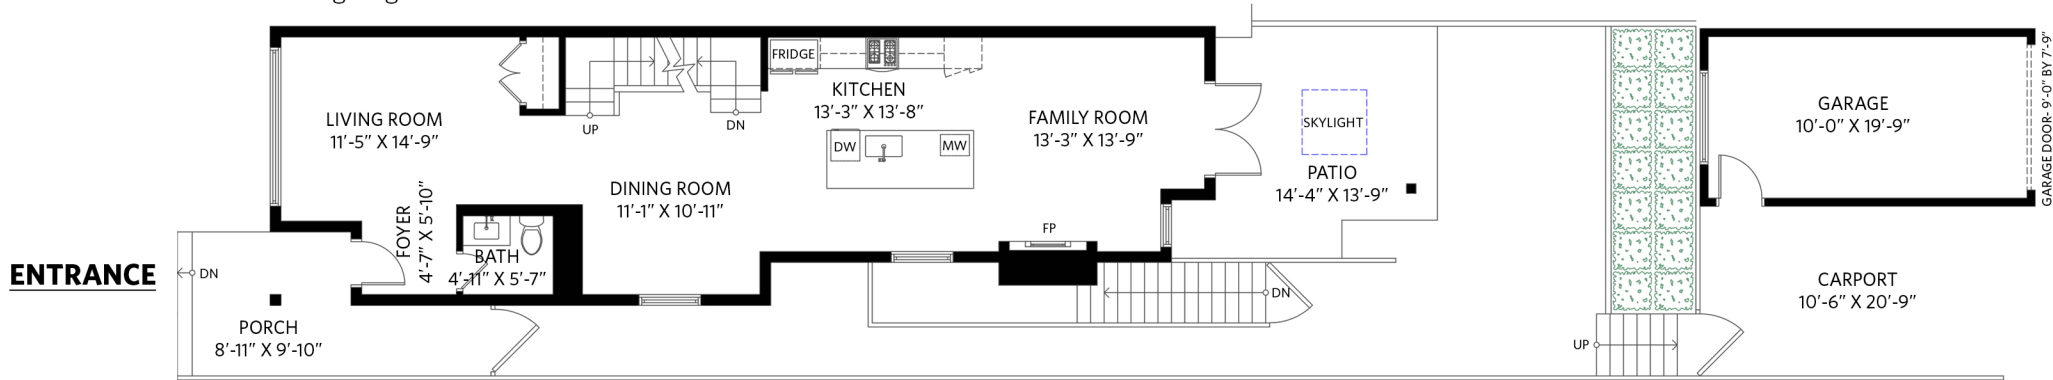 FRIDGE
KITCHEN
13'-3" X 13'-8"
LIVING ROOM
11'-5" X 14'-9"
UP
DN
DW
MW
FAMILY ROOM
13'-3" X 13'-9"
SKYLIGHT
PATIO
14'-4" X 13'-9"
GARAGE
10'-0" X 19'-9"
GARAGE DOOR- 9'-0" BY 7'-9"
DINING ROOM
11'-1" X 10'-11"
FOYER
4'-7" X 5'-10"
BATH
4'-11" X 5'-7"
FP
ENTRANCE
DN
DN
CARPORT
10'-6" X 20'-9"
PORCH
8'-11" X 9'-10"
UP